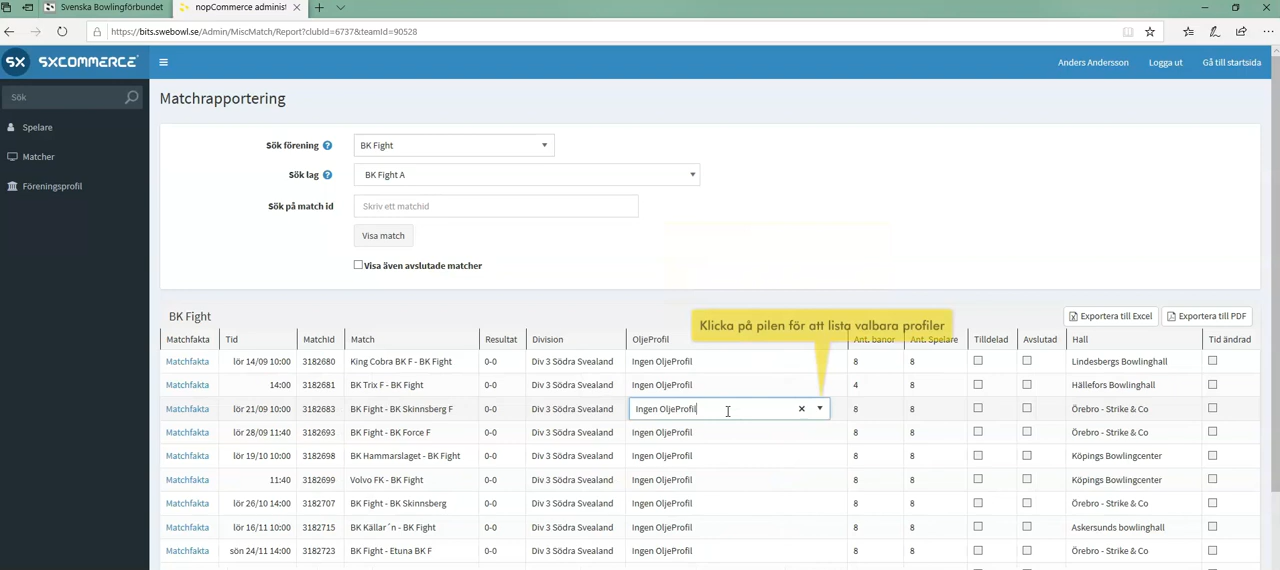 Svenska Bowlingförbundet
nopCommerce adminis
https://bits.swebowl.se/Admin/MiscMatch/Report?clubId=6737&teamId=90528
SX SXCOMMERCE
Anders Andersson Logga ut Gå till startsida
Sök
Spelare
Matcher
Föreningsprofil
Matchrapportering
Sök förening BK Fight
Sök lag BK Fight A
Sök på match id Skriv ett matchid
Visa match
Visa även avslutade matcher
BK Fight
Exportera till Excel Exportera till PDF
Klicka på pilen för att lista valbara profiler
Matchfakta Tid Matchid Match Resultat Division OljeProfil Ant. banor Ant. Spelare Tilldelad Avslutad Hall Tid ändrad
Matchfakta lör 14/09 10:00 3182680 King Cobra BK F - BK Fight 0-0 Div 3 Södra Svealand Ingen OljeProfil 8 8 Lindesbergs Bowlinghall
Matchfakta 14:00 3182681 BK Trix F - BK Fight 0-0 Div 3 Södra Svealand Ingen OljeProfil 4 8 Hällefors Bowlinghall
Matchfakta lör 21/09 10:00 3182683 BK Fight - BK Skinnsberg F 0-0 Div 3 Södra Svealand Ingen OljeProfil 8 8 Örebro - Strike & Co
Matchfakta lör 28/09 11:40 3182693 BK Fight - BK Force F 0-0 Div 3 Södra Svealand Ingen OljeProfil 8 8 Örebro - Strike & Co
Matchfakta lör 19/10 10:00 3182698 BK Hammarslaget - BK Fight 0-0 Div 3 Södra Svealand Ingen OljeProfil 8 8 Köpings Bowlingcenter
Matchfakta 11:40 3182699 Volvo FK - BK Fight 0-0 Div 3 Södra Svealand Ingen OljeProfil 8 8 Köpings Bowlingcenter
Matchfakta lör 26/10 14:00 3182707 BK Fight - BK Skinnsberg 0-0 Div 3 Södra Svealand Ingen OljeProfil 8 8 Örebro - Strike & Co
Matchfakta lör 16/11 10:00 3182715 BK Källar´n - BK Fight 0-0 Div 3 Södra Svealand Ingen OljeProfil 8 8 Askersunds bowlinghall
Matchfakta sön 24/11 14:00 3182723 BK Fight - Etuna BK F 0-0 Div 3 Södra Svealand Ingen OljeProfil 8 8 Örebro - Strike & Co